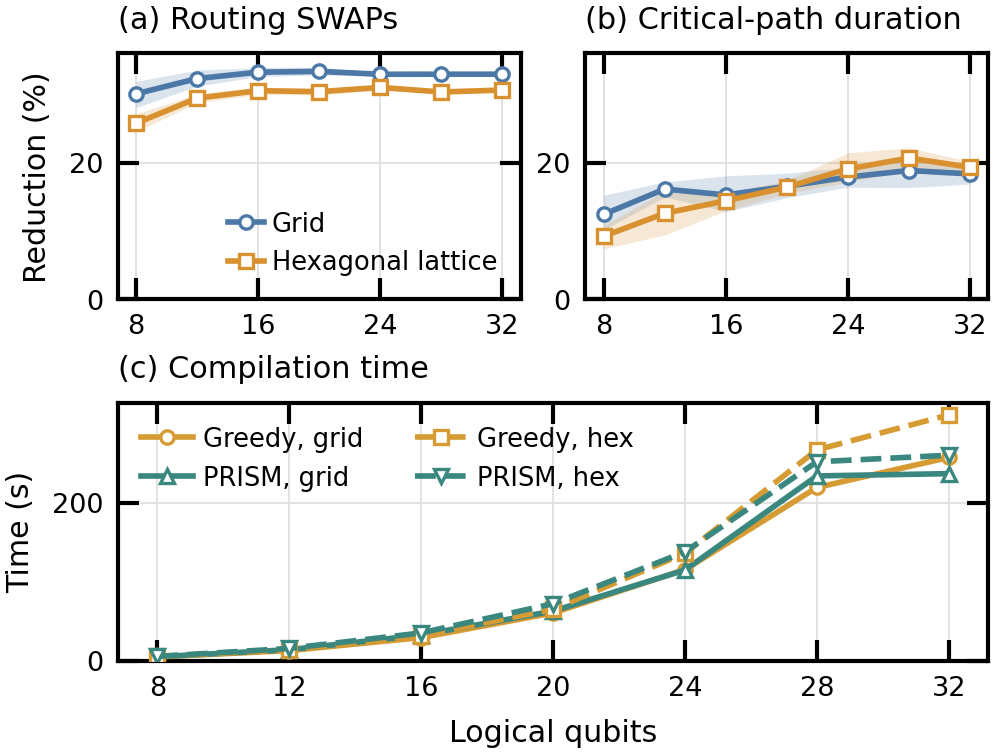 (a) Routing SWAPs
(b) Critical-path duration
Reduction (%)
20
0
Grid
Hexagonal lattice
8 16 24 32
20
0
8 16 24 32
(c) Compilation time
Time (s)
200
0
Greedy, grid
PRISM, grid
Greedy, hex
PRISM, hex
8 12 16 20 24 28 32
Logical qubits